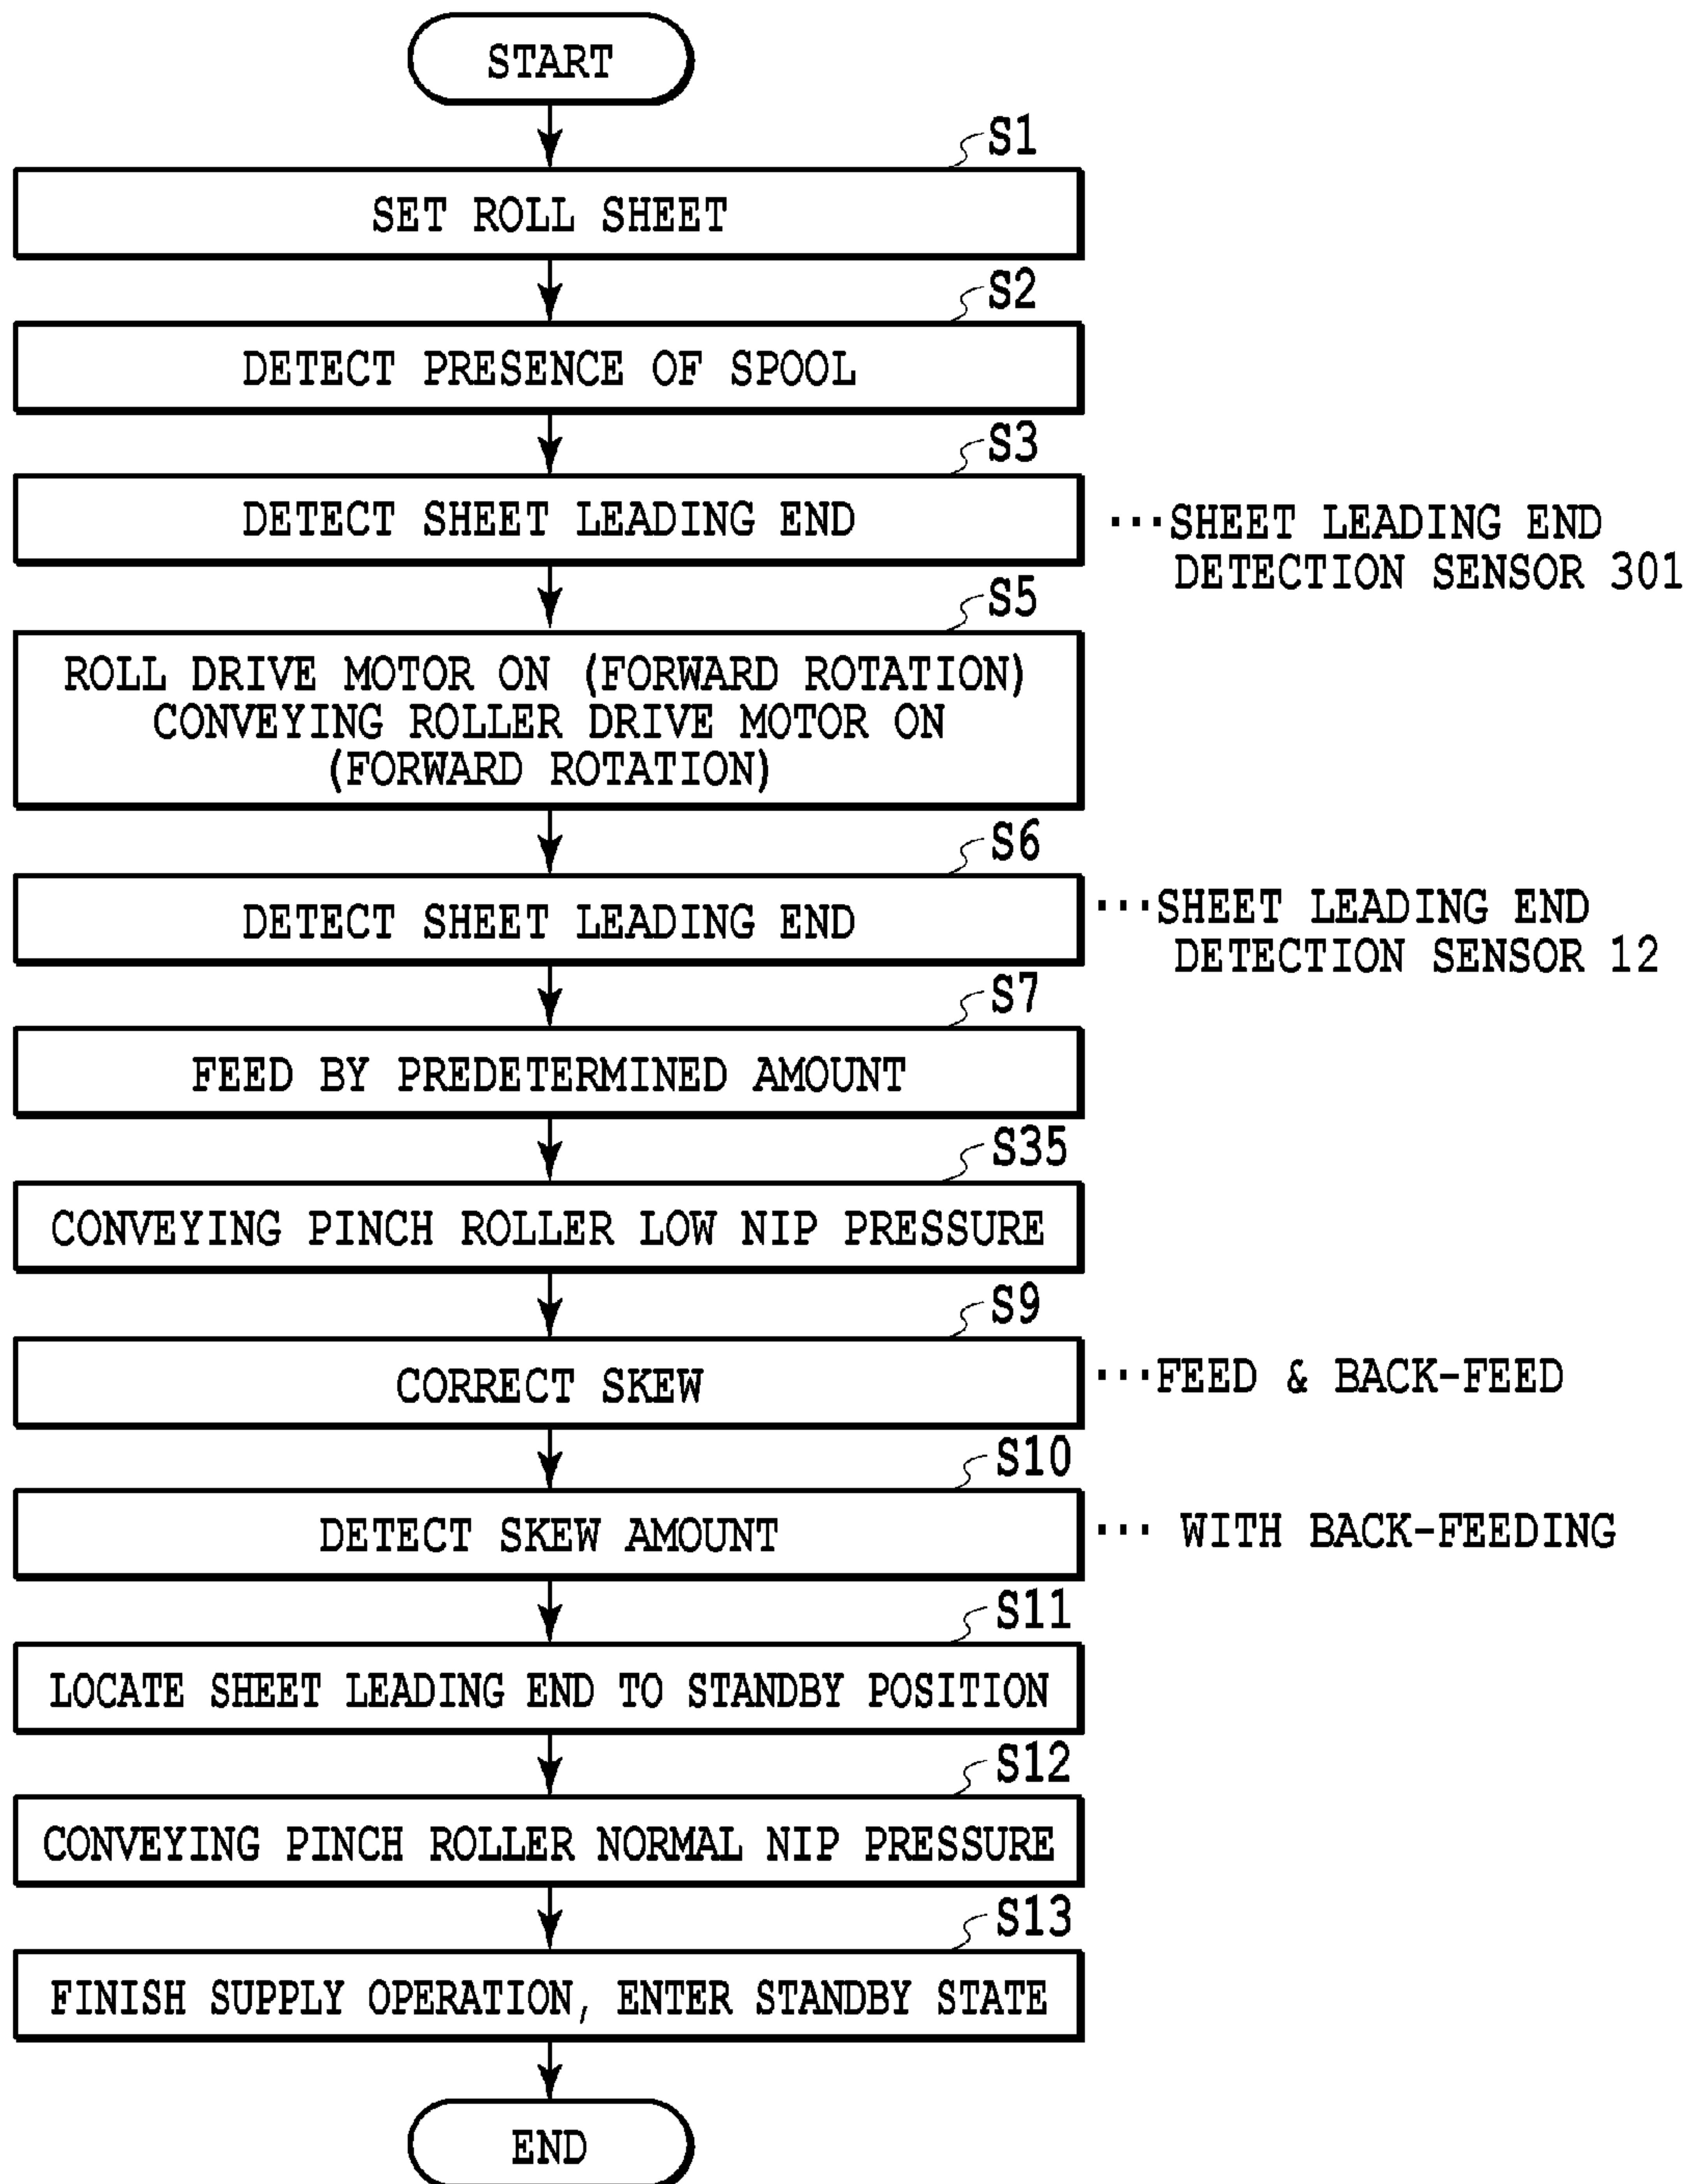 START
S1
SET ROLL SHEET
S2
DETECT PRESENCE OF SPOOL
S3
DETECT SHEET LEADING END
···SHEET LEADING END
DETECTION SENSOR 301
S5
ROLL DRIVE MOTOR ON (FORWARD ROTATION)
CONVEYING ROLLER DRIVE MOTOR ON
(FORWARD ROTATION)
S6
DETECT SHEET LEADING END
···SHEET LEADING END
DETECTION SENSOR 12
S7
FEED BY PREDETERMINED AMOUNT
S35
CONVEYING PINCH ROLLER LOW NIP PRESSURE
S9
CORRECT SKEW
···FEED & BACK-FEED
S10
DETECT SKEW AMOUNT
··· WITH BACK-FEEDING
S11
LOCATE SHEET LEADING END TO STANDBY POSITION
S12
CONVEYING PINCH ROLLER NORMAL NIP PRESSURE
S13
FINISH SUPPLY OPERATION, ENTER STANDBY STATE
END